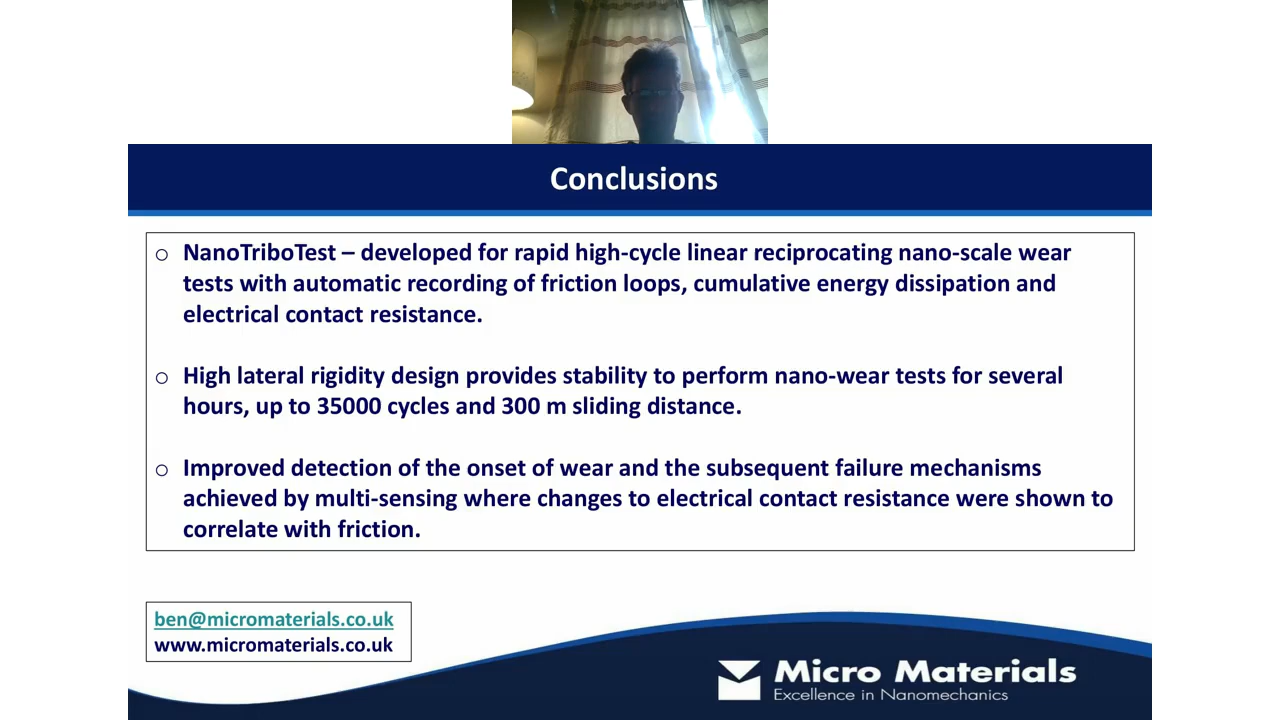 Conclusions
o NanoTriboTest – developed for rapid high-cycle linear reciprocating nano-scale wear
tests with automatic recording of friction loops, cumulative energy dissipation and
electrical contact resistance.
o High lateral rigidity design provides stability to perform nano-wear tests for several
hours, up to 35000 cycles and 300 m sliding distance.
o Improved detection of the onset of wear and the subsequent failure mechanisms
achieved by multi-sensing where changes to electrical contact resistance were shown to
correlate with friction.
ben@micromaterials.co.uk
www.micromaterials.co.uk
Micro Materials
Excellence in Nanomechanics